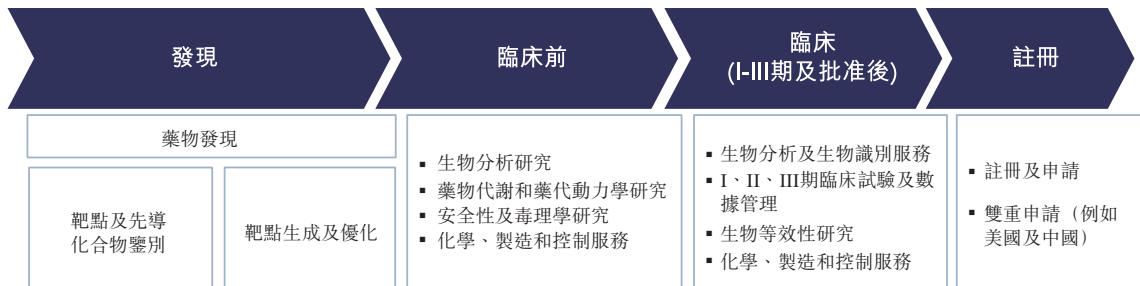 發現
臨床前
臨床
(I-III期及批准後)
註冊
藥物發現
靶點及先導
化合物鑒別
靶點生成及優化
▪ 生物分析研究
▪ 藥物代謝和藥代動力學研究
▪ 安全性及毒理學研究
▪ 化學、製造和控制服務
▪ 生物分析及生物識別服務
▪ I、II、III期臨床試驗及數
據管理
▪ 生物等效性研究
▪ 化學、製造和控制服務
▪ 註冊及申請
▪ 雙重申請（例如
美國及中國）